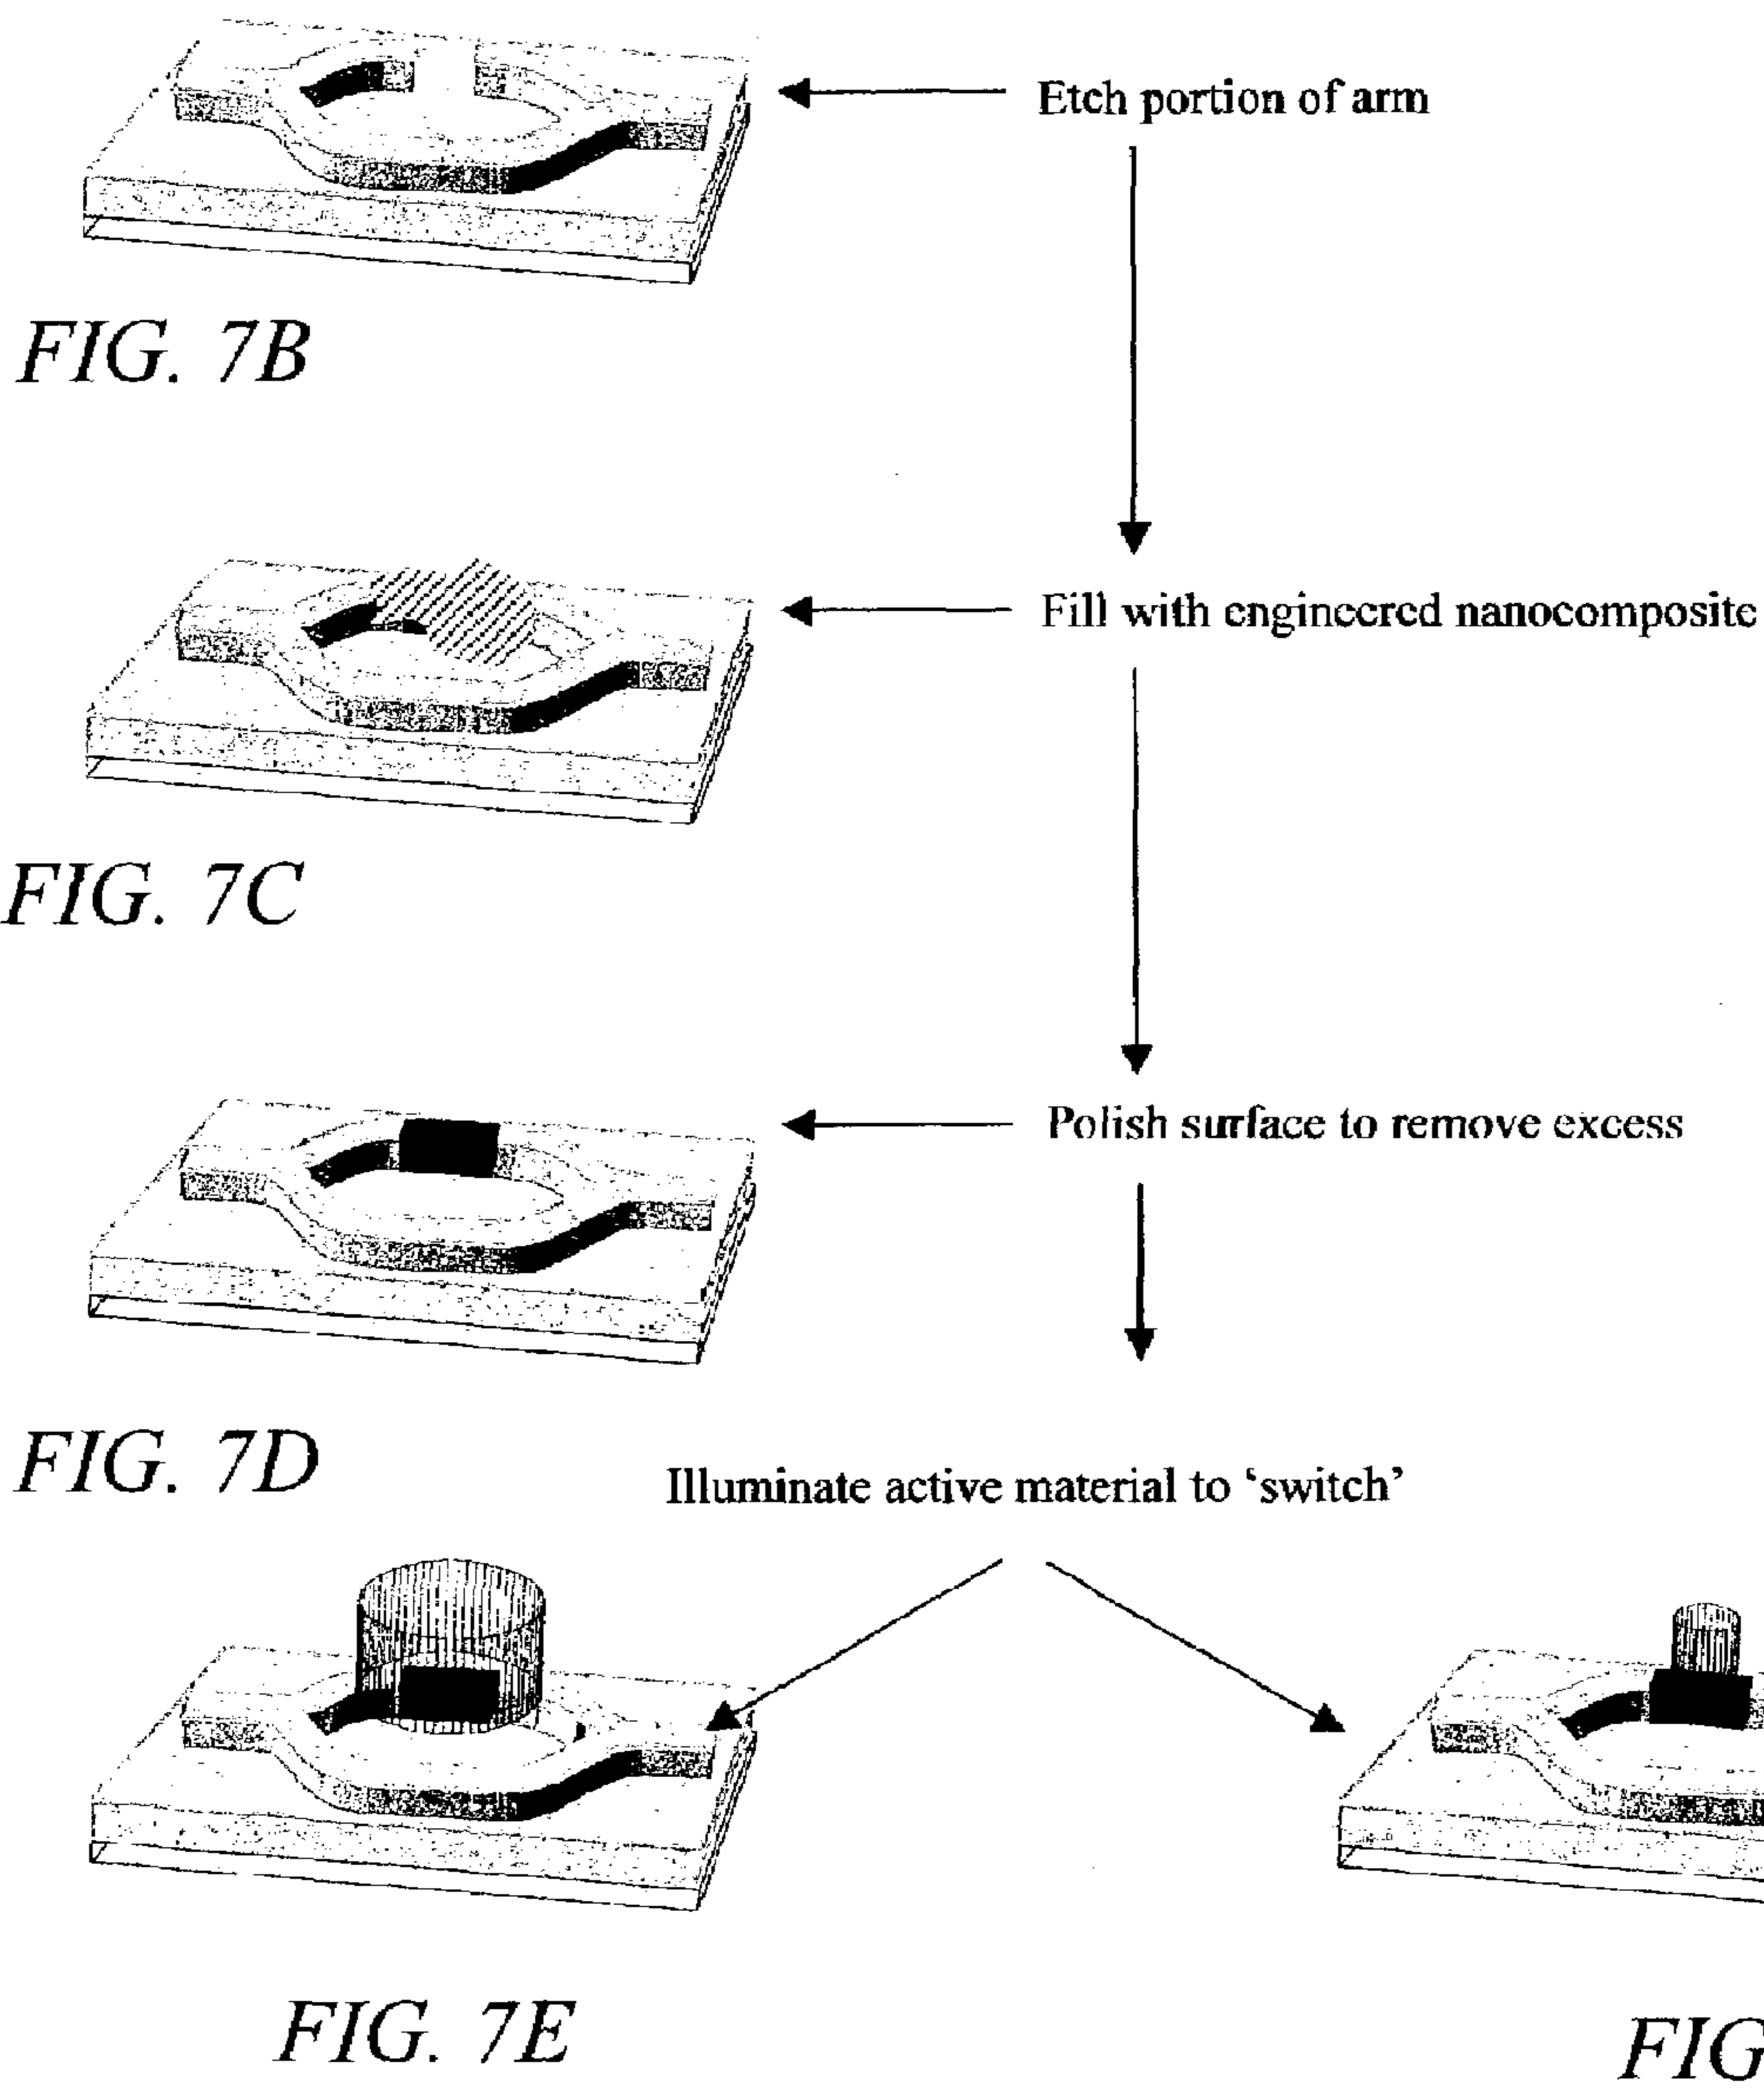 Etch portion of arm
FIG. 7B
Fill with engineered nanocomposite
FIG. 7C
Polish surface to remove excess
FIG. 7D
Illuminate active material to ‘switch’
FIG. 7E
FIG